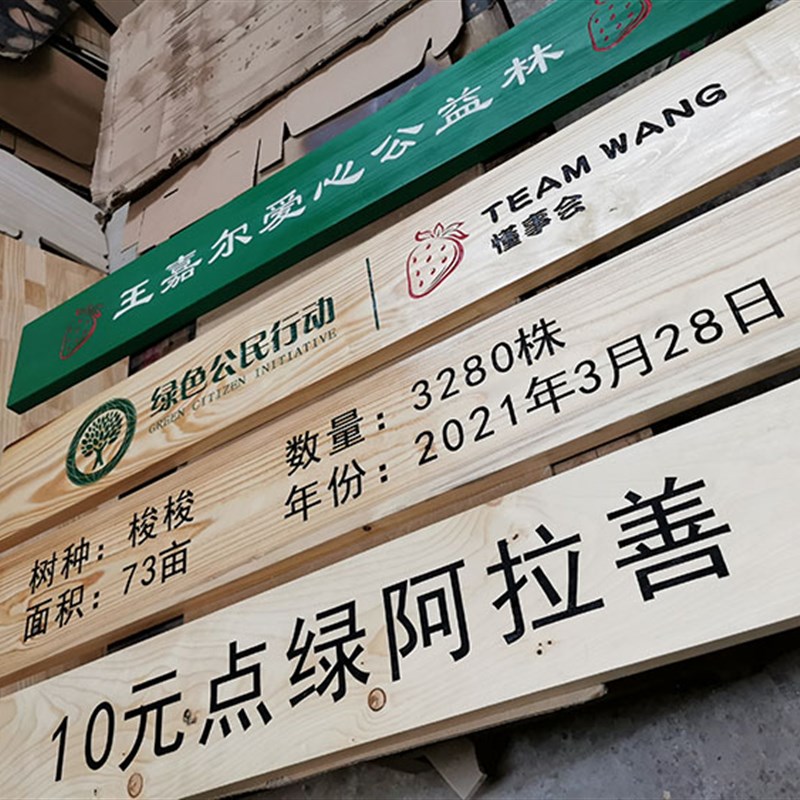 王嘉尔爱心公益林
绿色公民行动
GREEN CITIZEN INITIATIVE
TEAM WANG
懂事会
树种：梭梭
数量：3280株
面积：73亩
年份：2021年3月28日
10元点绿阿拉善